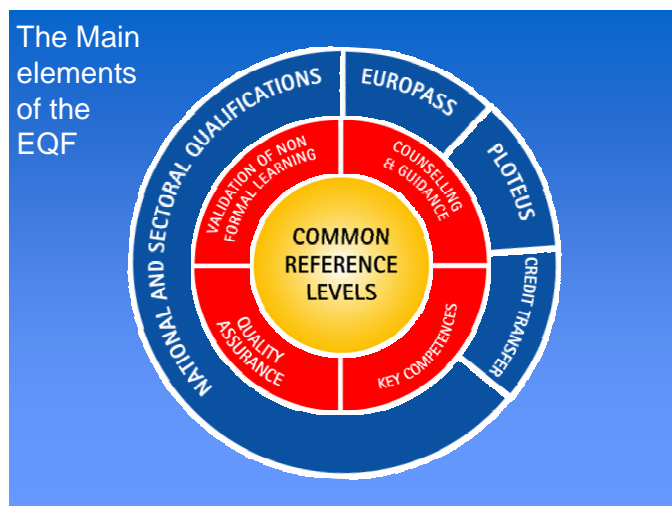 The Main
elements
of the
EQF
NATIONAL AND SECTORAL QUALIFICATIONS
EUROPASS
PLOTEUS
CREDIT TRANSFER
VALIDATION OF NON
FORMAL LEARNING
COUNSELLING
& GUIDANCE
QUALITY
ASSURANCE
KEY COMPETENCES
COMMON
REFERENCE
LEVELS